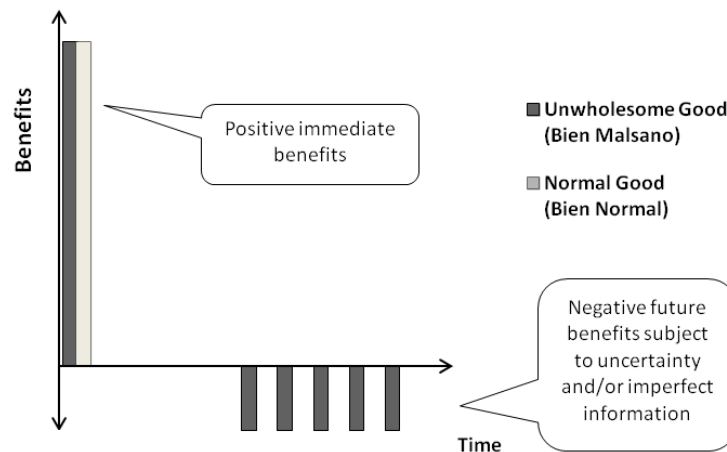 Benefits
Positive immediate
benefits
Unwholesome Good
(Bien Malsano)
Normal Good
(Bien Normal)
Negative future
benefits subject
to uncertainty
and/or imperfect
information
Time